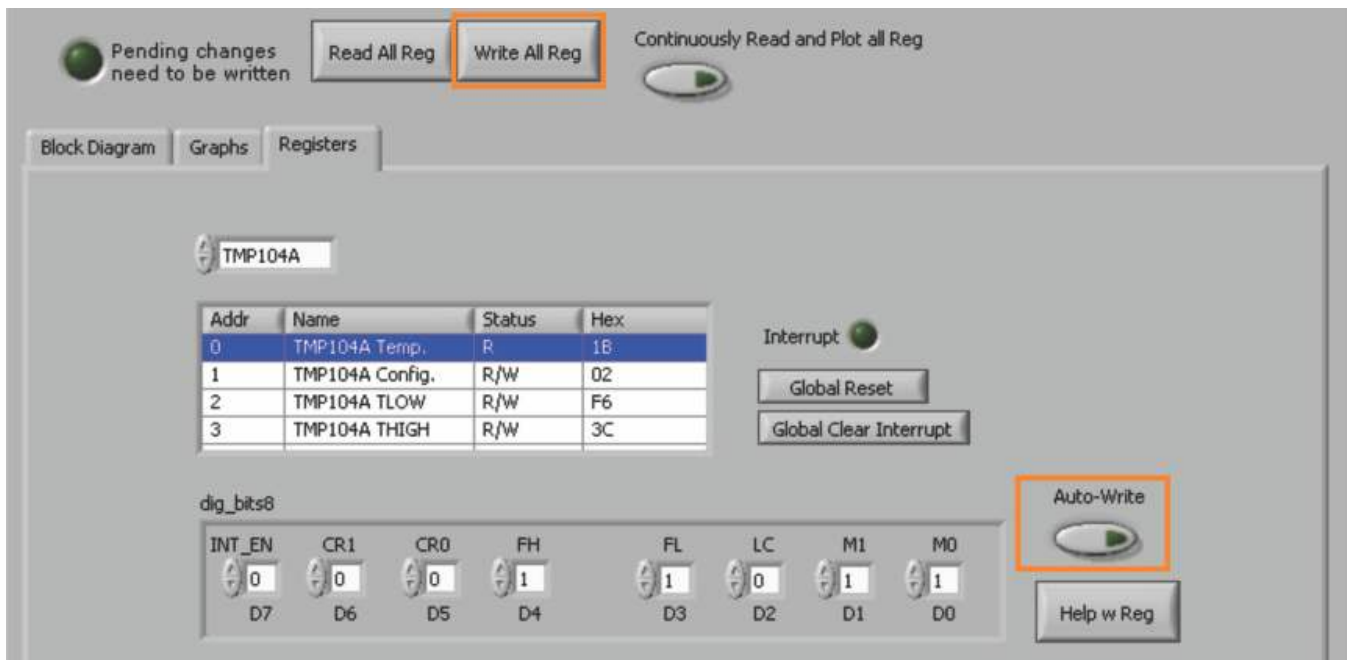 Pending changes
need to be written
Read All Reg
Write All Reg
Continuously Read and Plot all Reg
Block Diagram Graphs Registers
TMP104A
Addr Name Status Hex
0 TMP104A Temp. R 1B
1 TMP104A Config. R/W 02
2 TMP104A TLOW R/W F6
3 TMP104A THIGH R/W 3C
Interrupt
Global Reset
Global Clear Interrupt
dig_bits8
INT_EN CR1 CR0 FH FL LC M1 M0
0 0 0 1 1 0 1 1
D7 D6 D5 D4 D3 D2 D1 D0
Auto-Write
Help w Reg